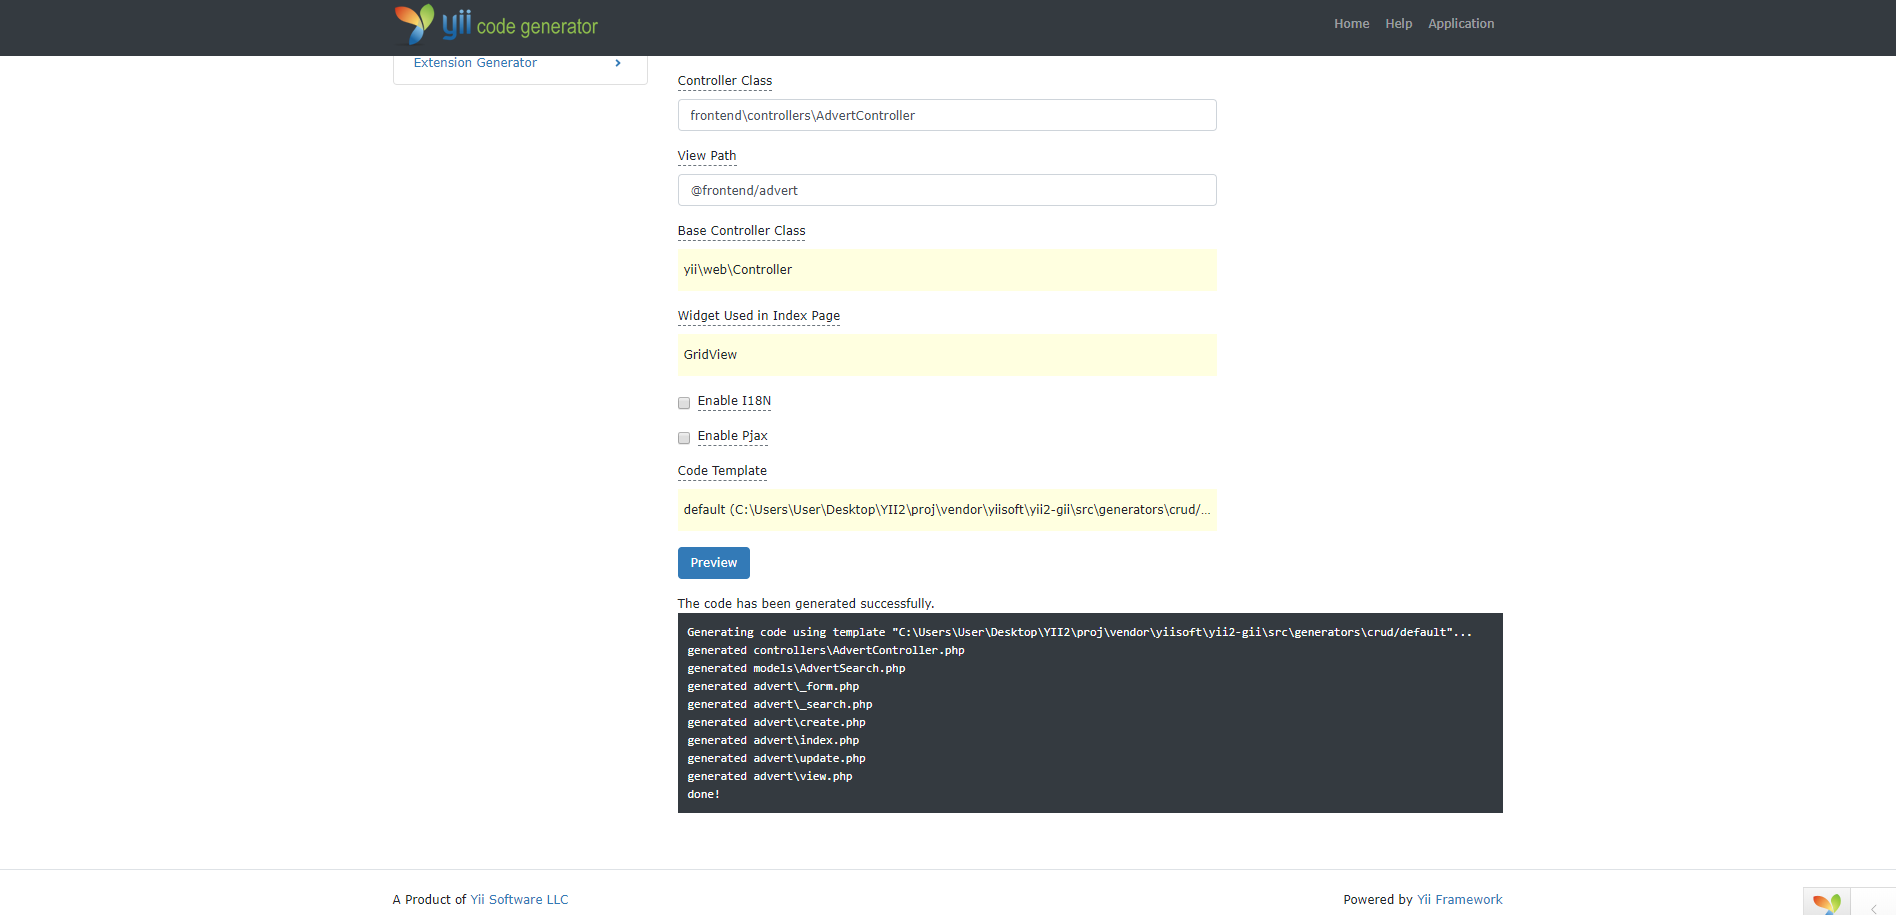 yii code generator
Home Help Application
Extension Generator
Controller Class
frontend\controllers\AdvertController
View Path
@frontend/advert
Base Controller Class
yii\web\Controller
Widget Used in Index Page
GridView
Enable I18N
Enable Pjax
Code Template
default (C:\Users\User\Desktop\YII2\proj\vendor\yiisoft\yii2-gii\src\generators\crud/...
Preview
The code has been generated successfully.
Generating code using template "C:\Users\User\Desktop\YII2\proj\vendor\yiisoft\yii2-gii\src\generators\crud/default"...
generated controllers\AdvertController.php
generated models\AdvertSearch.php
generated advert\_form.php
generated advert\_search.php
generated advert\create.php
generated advert\index.php
generated advert\update.php
generated advert\view.php
done!
A Product of Yii Software LLC
Powered by Yii Framework